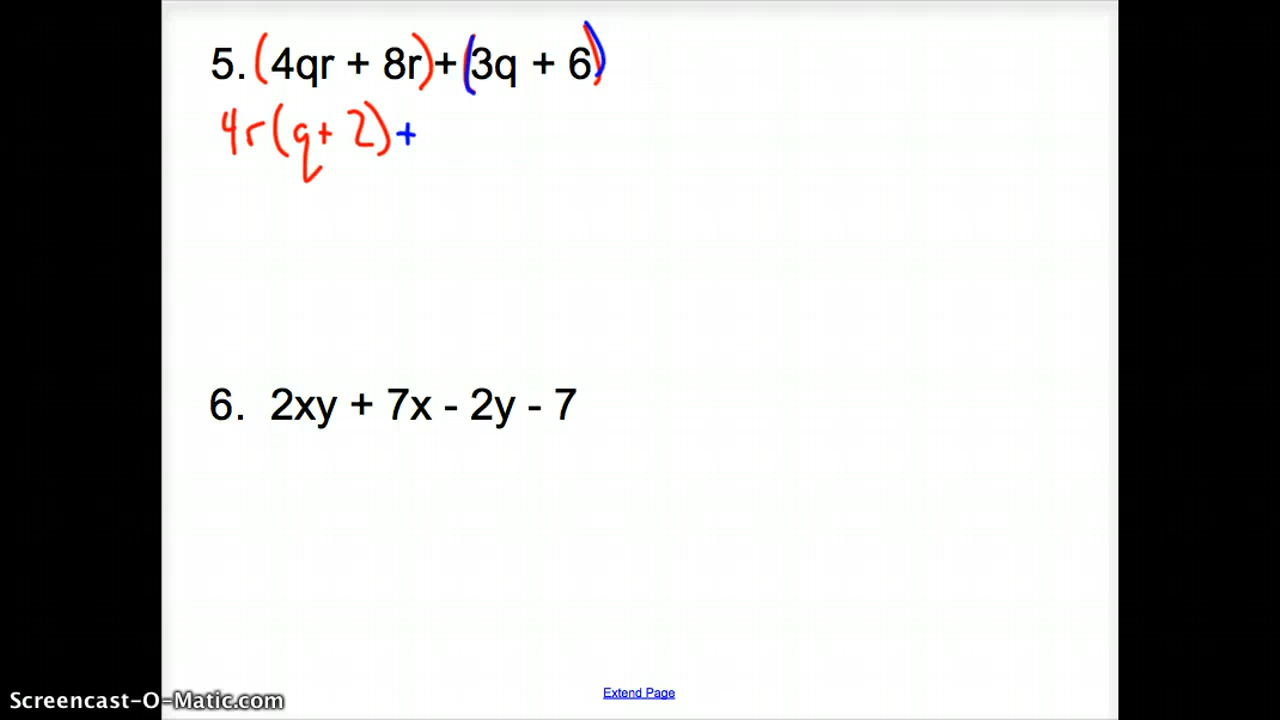 5. (4qr + 8r) + (3q + 6)
4r(q + 2) +
6. 2xy + 7x - 2y - 7
Extend Page
Screencast-O-Matic.com